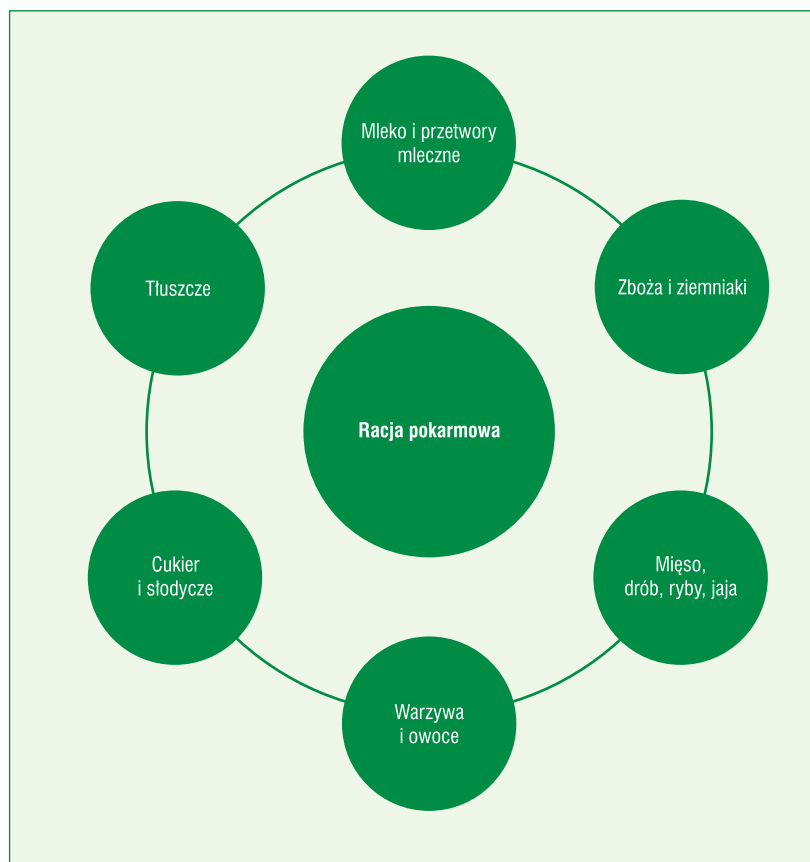 Mleko i przetwory
mleczne
Tłuszcze
Zboża i ziemniaki
Racja pokarmowa
Cukier
i słodycze
Mięso,
drób, ryby, jaja
Warzywa
i owoce